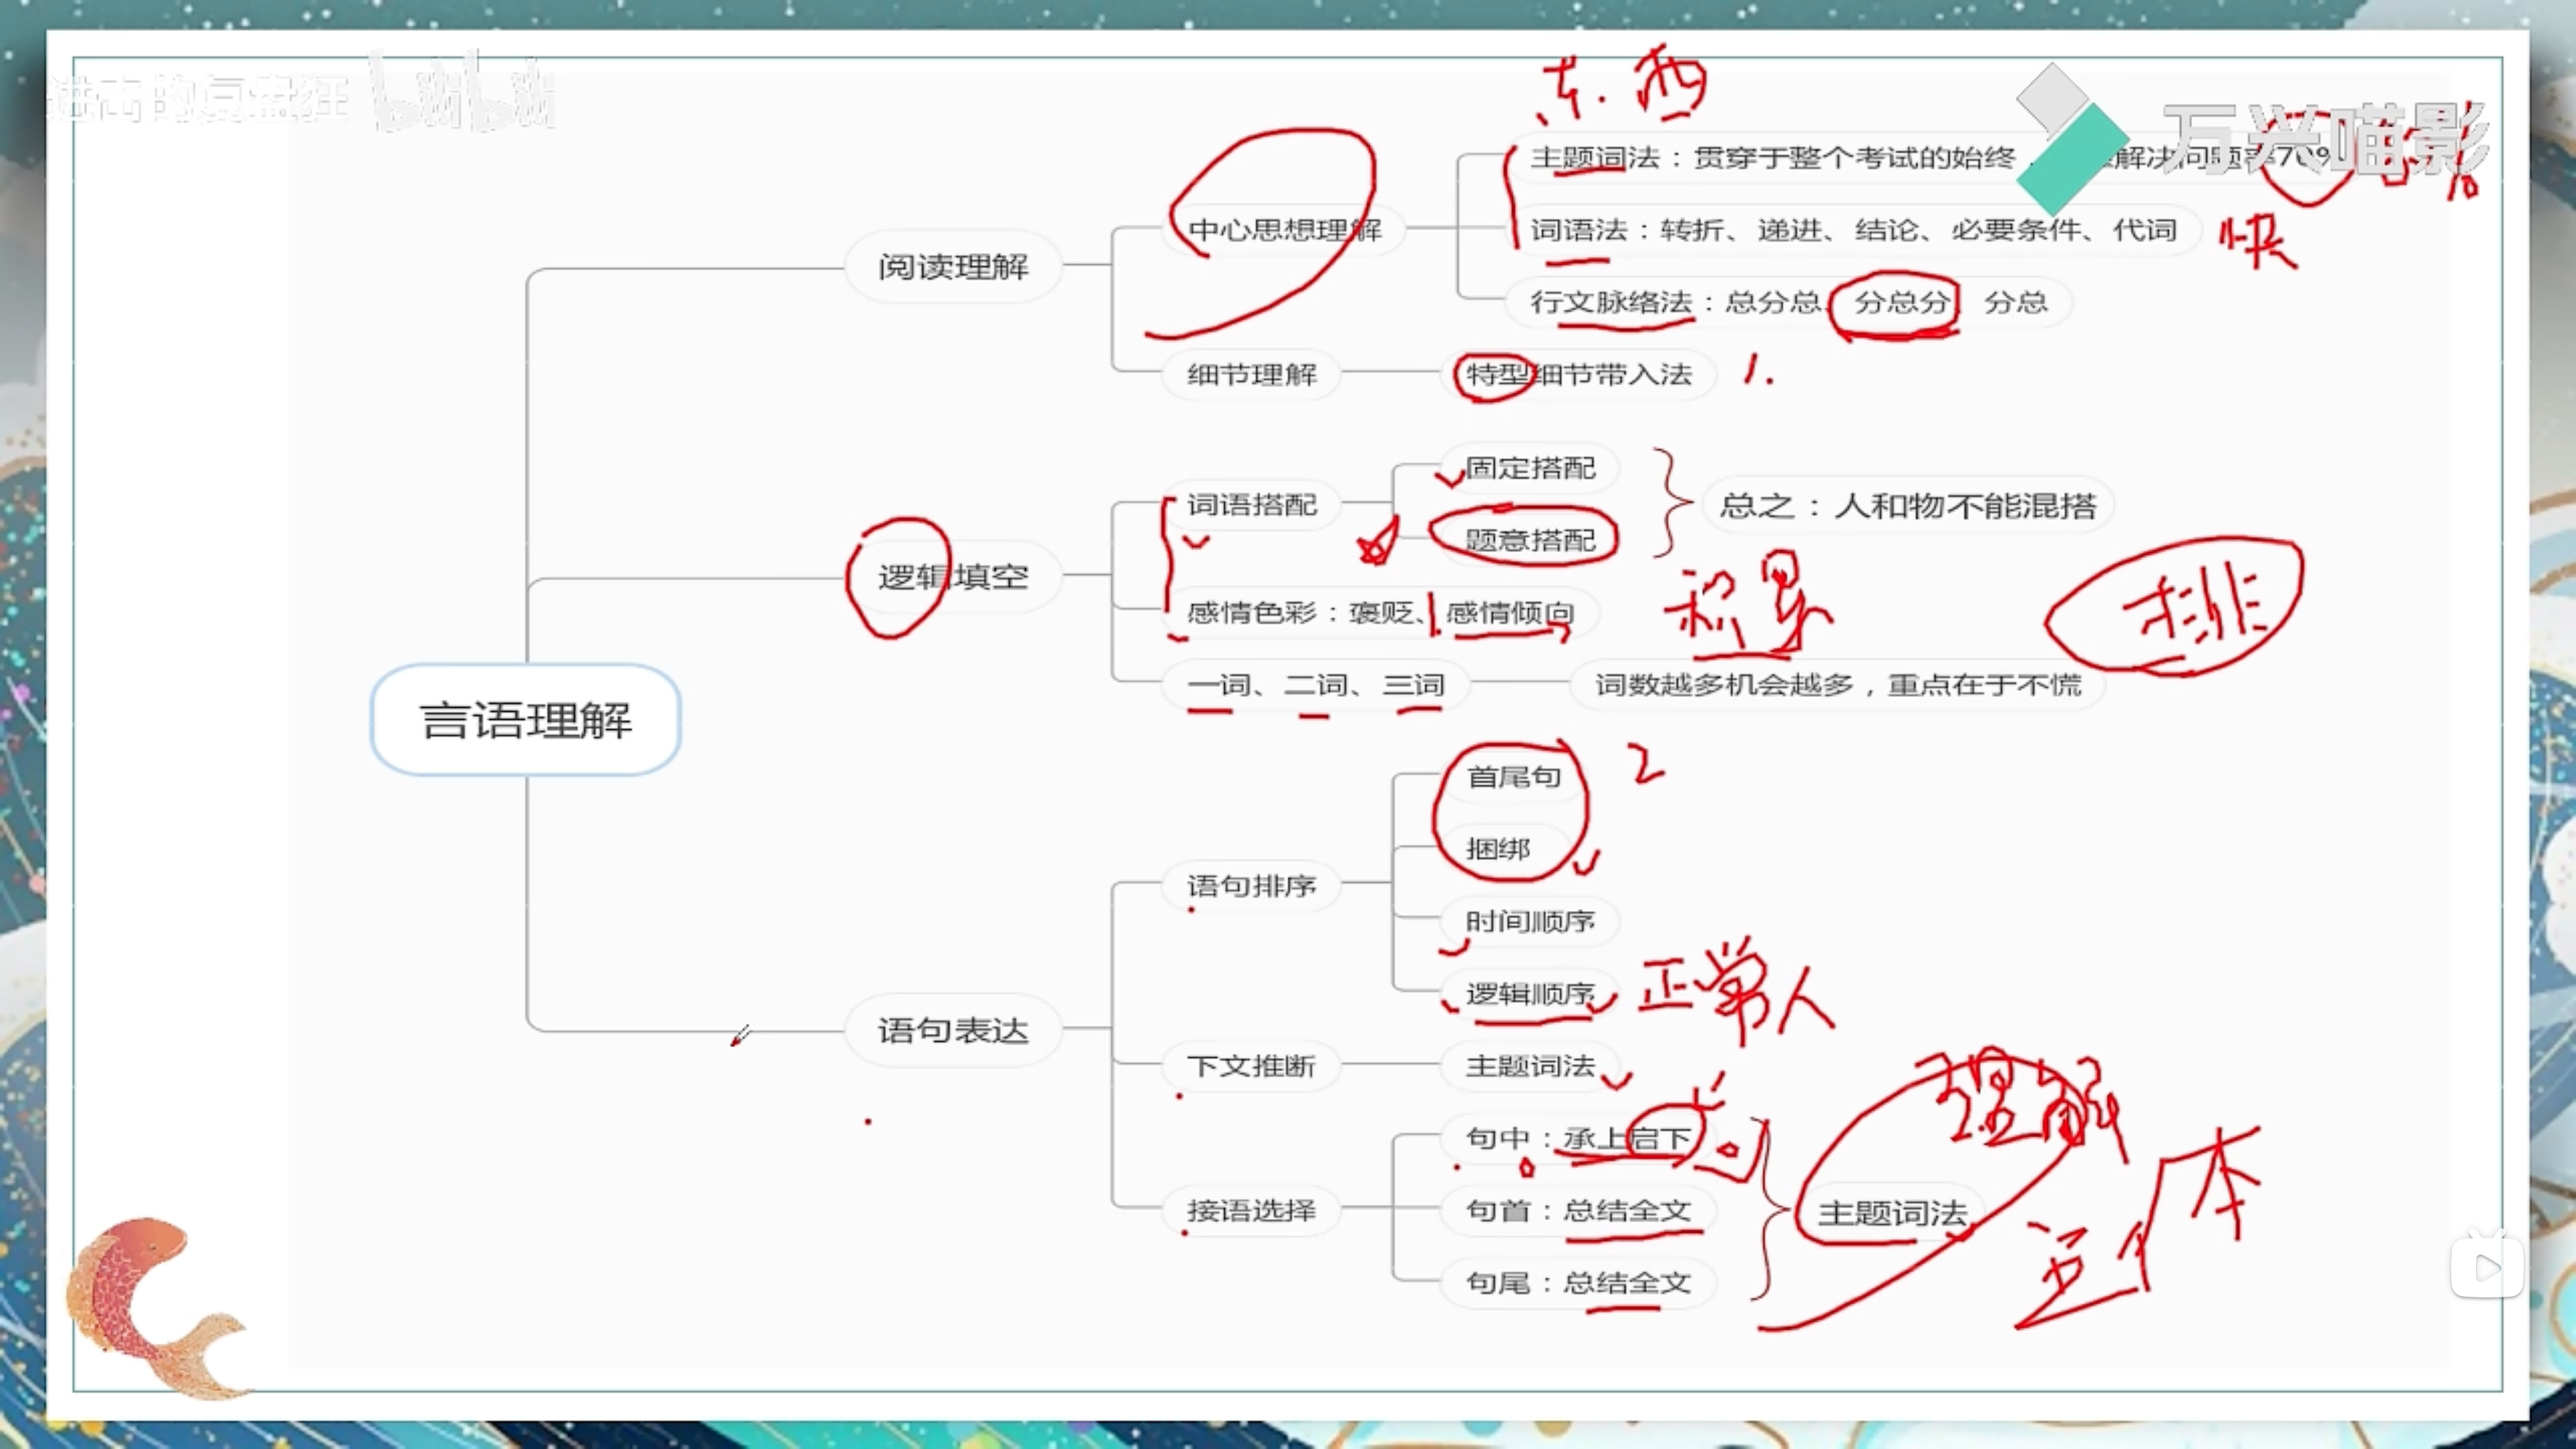 进击的复盘狂 bilibili
东.西
万兴喵影
主题词法：贯穿于整个考试的始终
解决问题率70%
中心思想理解
词语法：转折、递进、结论、必要条件、代词
快
阅读理解
行文脉络法：总分总、分总分 分总
细节理解
特型细节带入法
1.
固定搭配
词语搭配
总之：人和物不能混搭
题意搭配
逻辑填空
感情色彩：褒贬、感情倾向
积累
排
一词、二词、三词
词数越多机会越多，重点在于不慌
言语理解
首尾句
2
捆绑
语句排序
时间顺序
逻辑顺序
正常人
语句表达
下文推断
主题词法
理解
句中：承上启下
本
接语选择
句首：总结全文
主题词法
句尾：总结全文